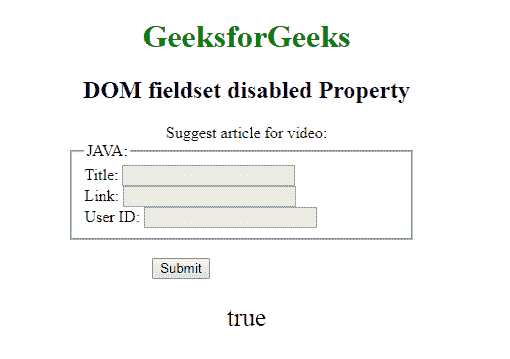 GeeksforGeeks
DOM fieldset disabled Property
Suggest article for video:
JAVA:
Title:
Link:
User ID:
Submit
true